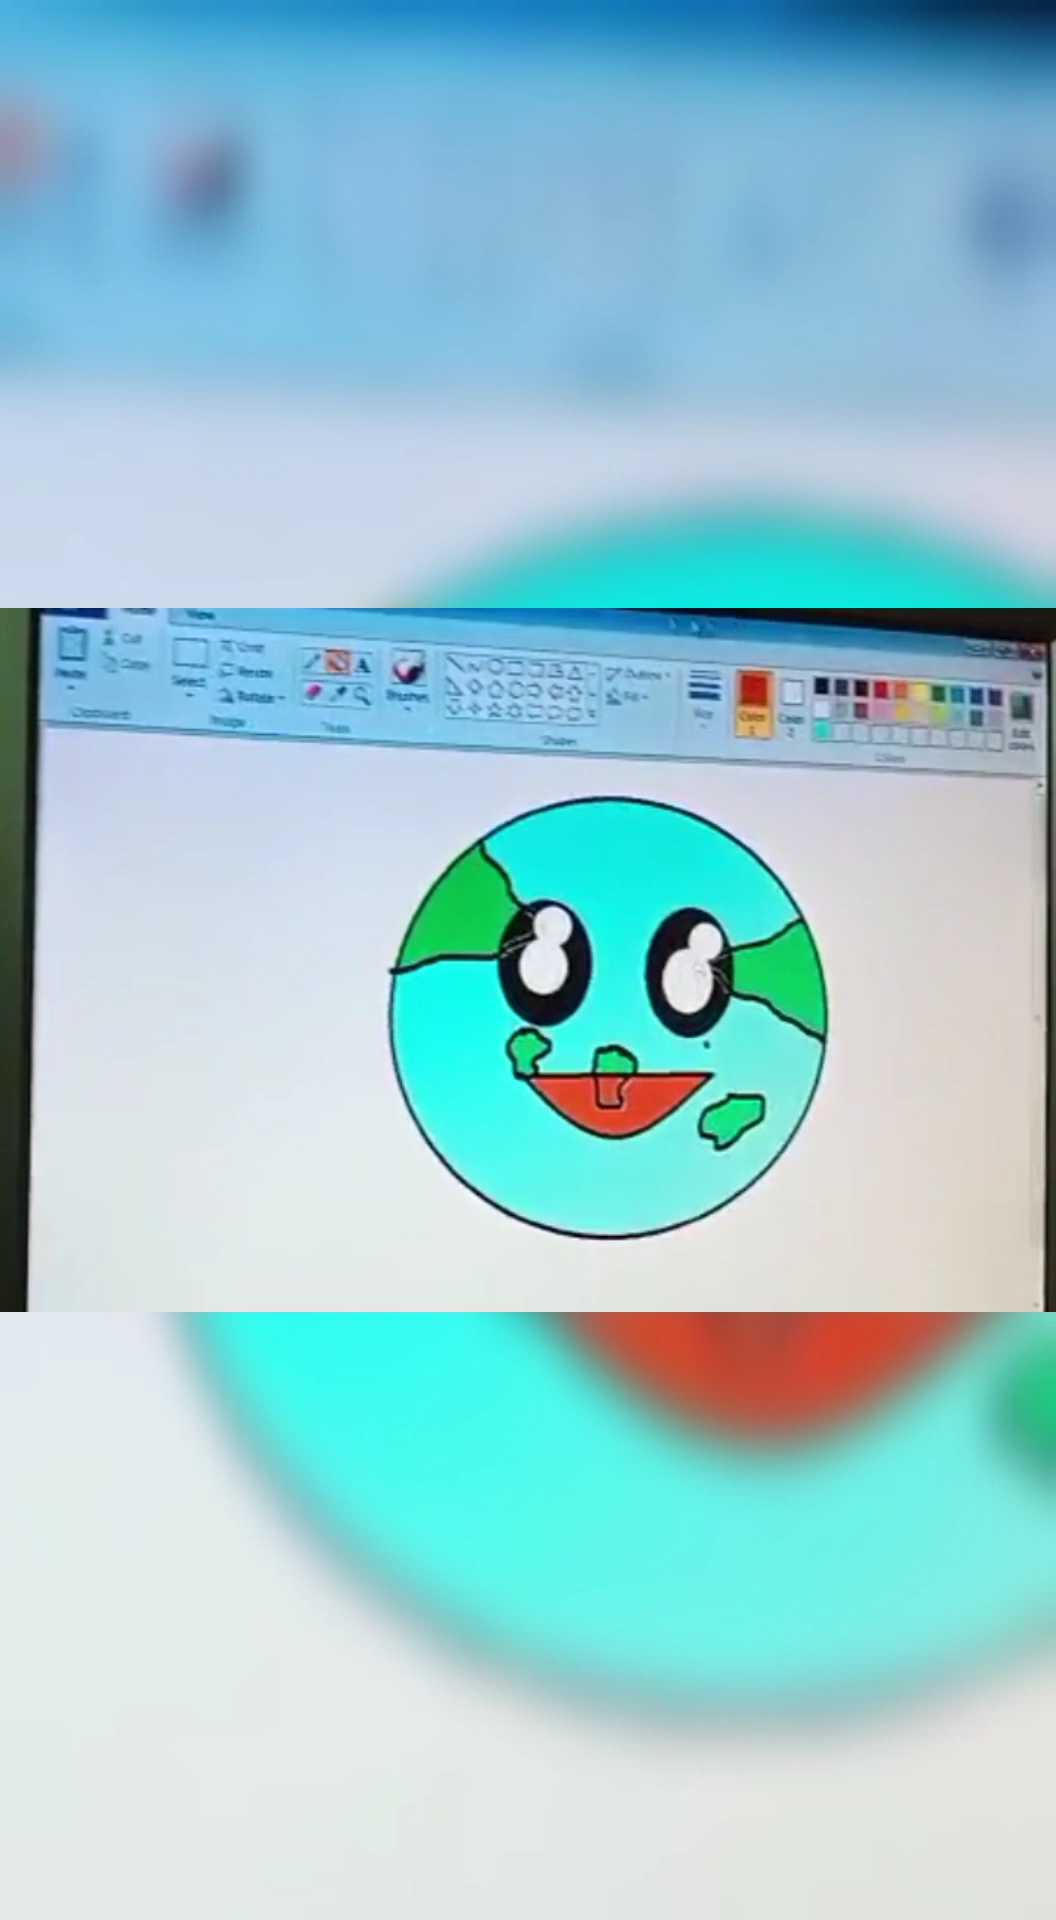 View
Cut
Copy
Paste
Clipboard
Crop
Resize
Rotate
Select
Image
A
Tools
Brushes
Outline
Fill
Shapes
Size
Color
1
Color
2
Edit
colors
Colors